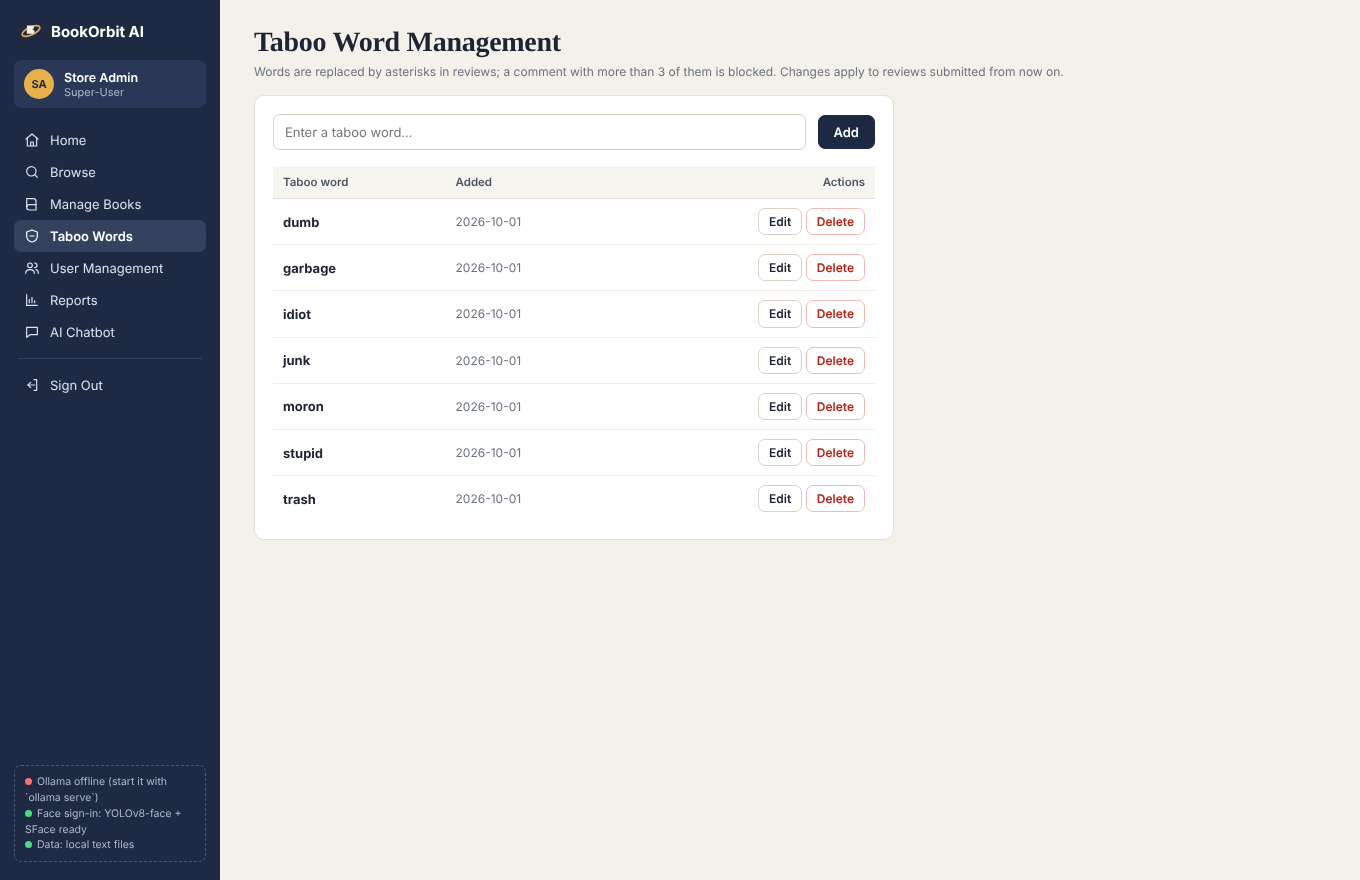 BookOrbit AI
SA
Store Admin
Super-User
Home
Browse
Manage Books
Taboo Words
User Management
Reports
AI Chatbot
Sign Out
Ollama offline (start it with
`ollama serve`)
Face sign-in: YOLOv8-face +
SFace ready
Data: local text files
Taboo Word Management
Words are replaced by asterisks in reviews; a comment with more than 3 of them is blocked. Changes apply to reviews submitted from now on.
Enter a taboo word... Add
Taboo word Added Actions
dumb 2026-10-01 Edit Delete
garbage 2026-10-01 Edit Delete
idiot 2026-10-01 Edit Delete
junk 2026-10-01 Edit Delete
moron 2026-10-01 Edit Delete
stupid 2026-10-01 Edit Delete
trash 2026-10-01 Edit Delete